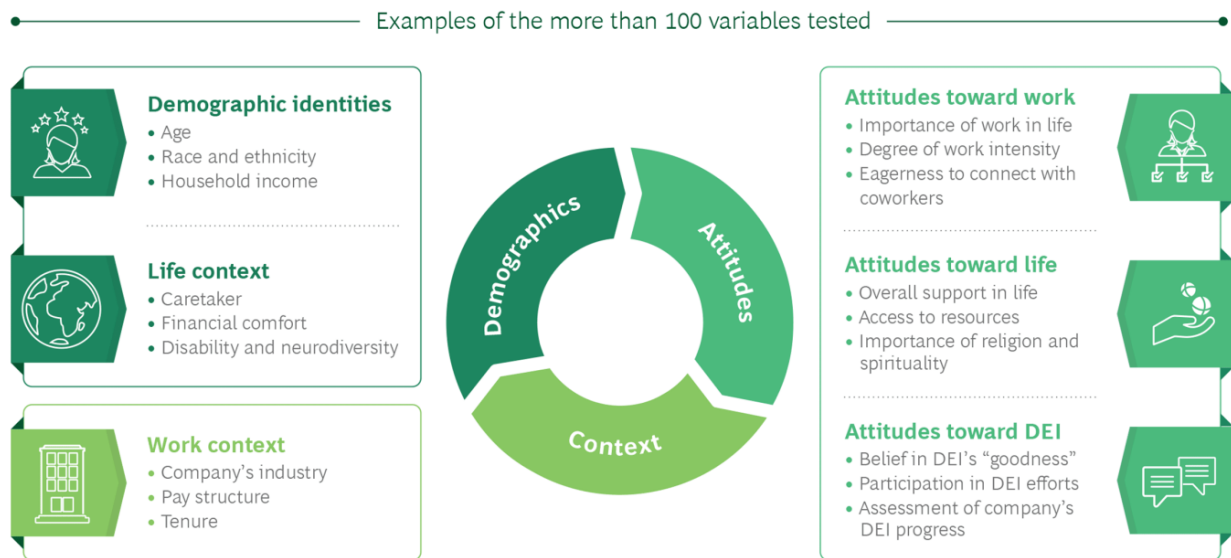 Examples of the more than 100 variables tested
Demographic identities
• Age
• Race and ethnicity
• Household income
Life context
• Caretaker
• Financial comfort
• Disability and neurodiversity
Work context
• Company's industry
• Pay structure
• Tenure
Demographics
Attitudes
Context
Attitudes toward work
• Importance of work in life
• Degree of work intensity
• Eagerness to connect with
coworkers
Attitudes toward life
• Overall support in life
• Access to resources
• Importance of religion and
spirituality
Attitudes toward DEI
• Belief in DEI's “goodness”
• Participation in DEI efforts
• Assessment of company's
DEI progress